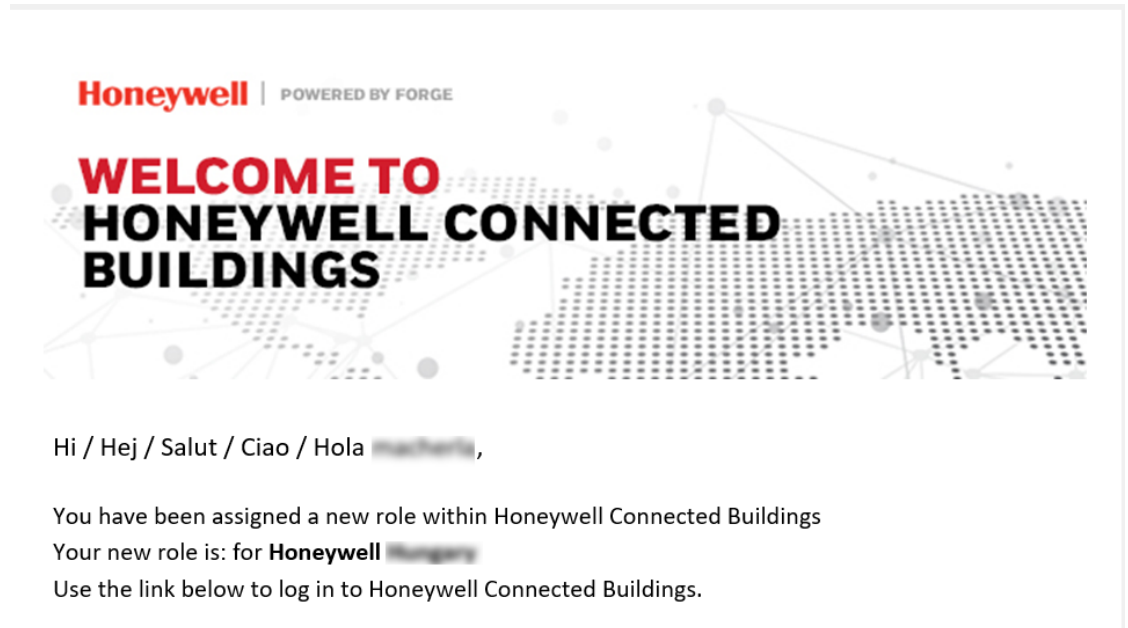 Honeywell | POWERED BY FORGE
WELCOME TO
HONEYWELL CONNECTED
BUILDINGS
Hi / Hej / Salut / Ciao / Hola ,
You have been assigned a new role within Honeywell Connected Buildings
Your new role is: for Honeywell
Use the link below to log in to Honeywell Connected Buildings.